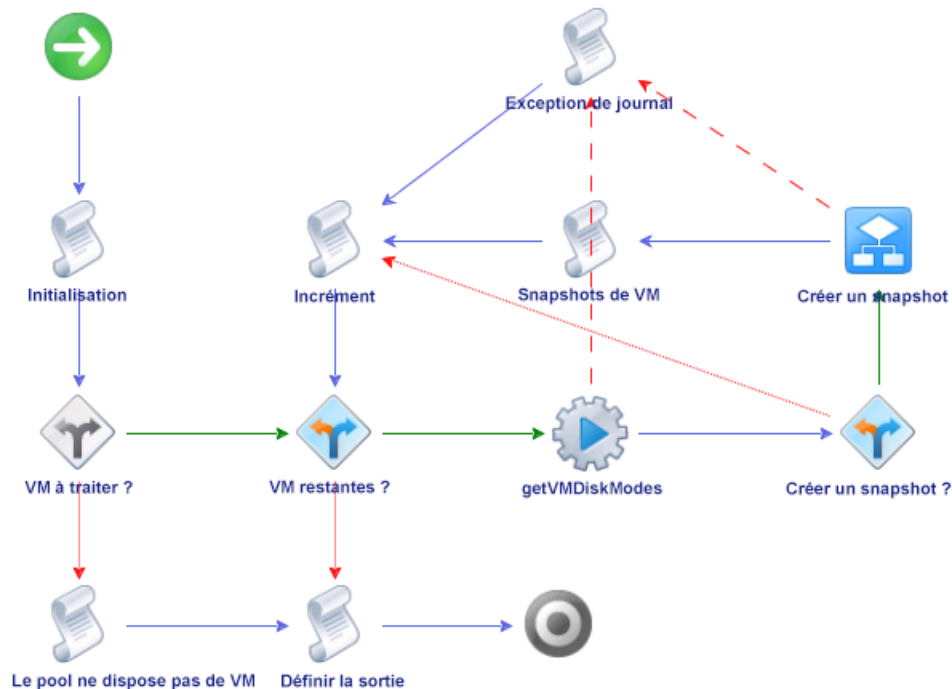 Exception de journal
Initialisation
Incrément
Snapshots de VM
Créer un snapshot
VM à traiter ?
VM restantes ?
getVMDiskModes
Créer un snapshot ?
Le pool ne dispose pas de VM
Définir la sortie